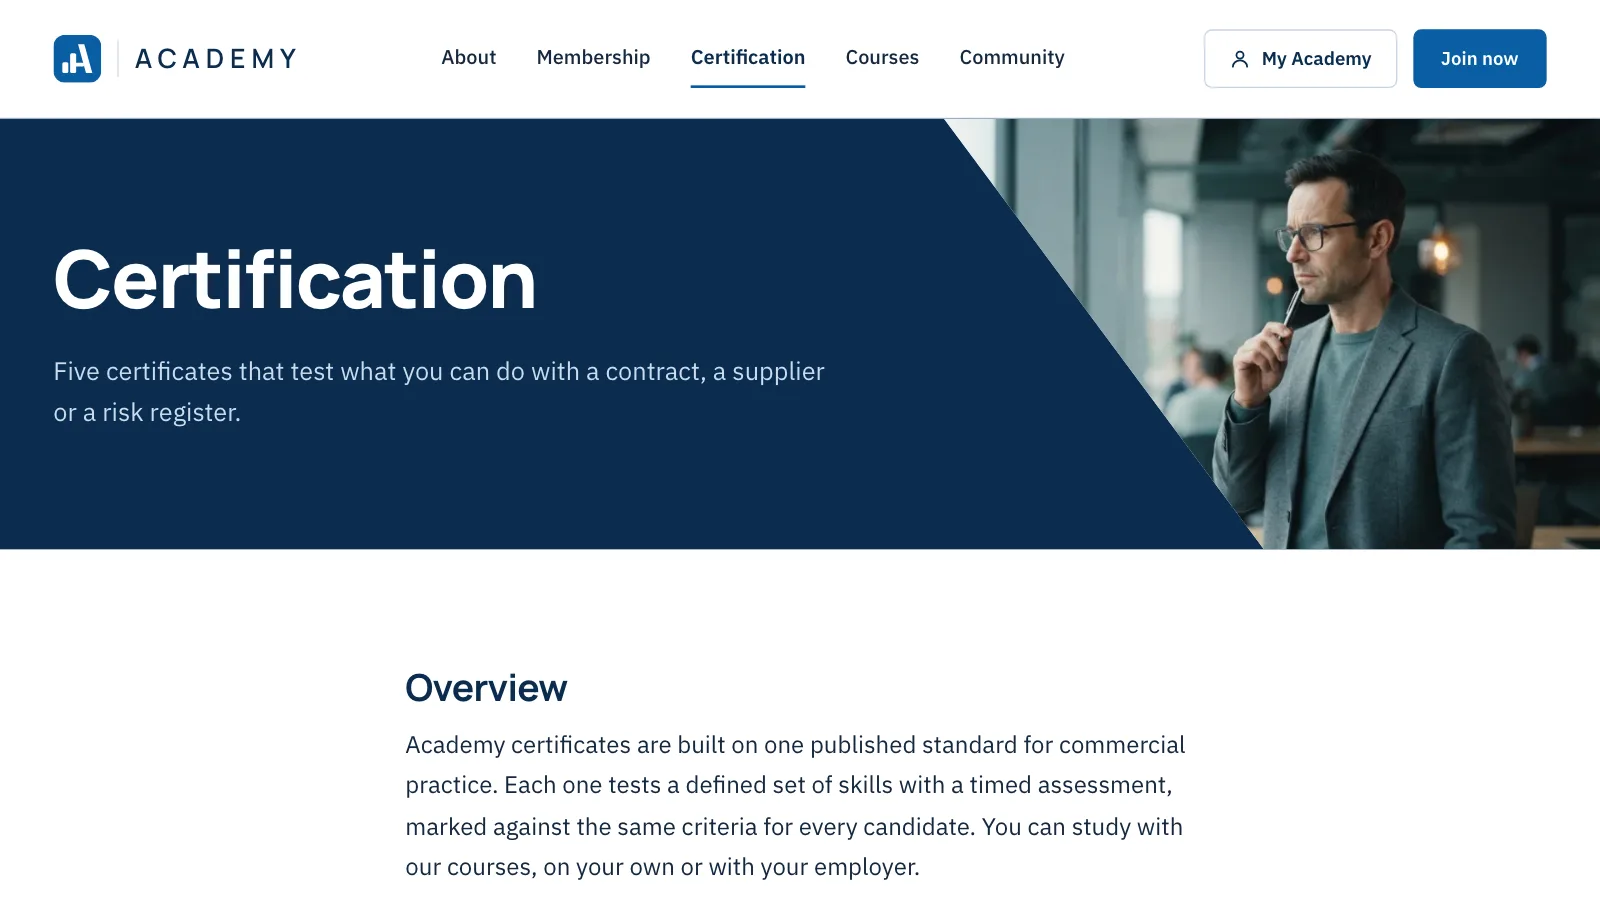 ACADEMY
About Membership Certification Courses Community
My Academy
Join now
Certification
Five certificates that test what you can do with a contract, a supplier
or a risk register.
Overview
Academy certificates are built on one published standard for commercial
practice. Each one tests a defined set of skills with a timed assessment,
marked against the same criteria for every candidate. You can study with
our courses, on your own or with your employer.